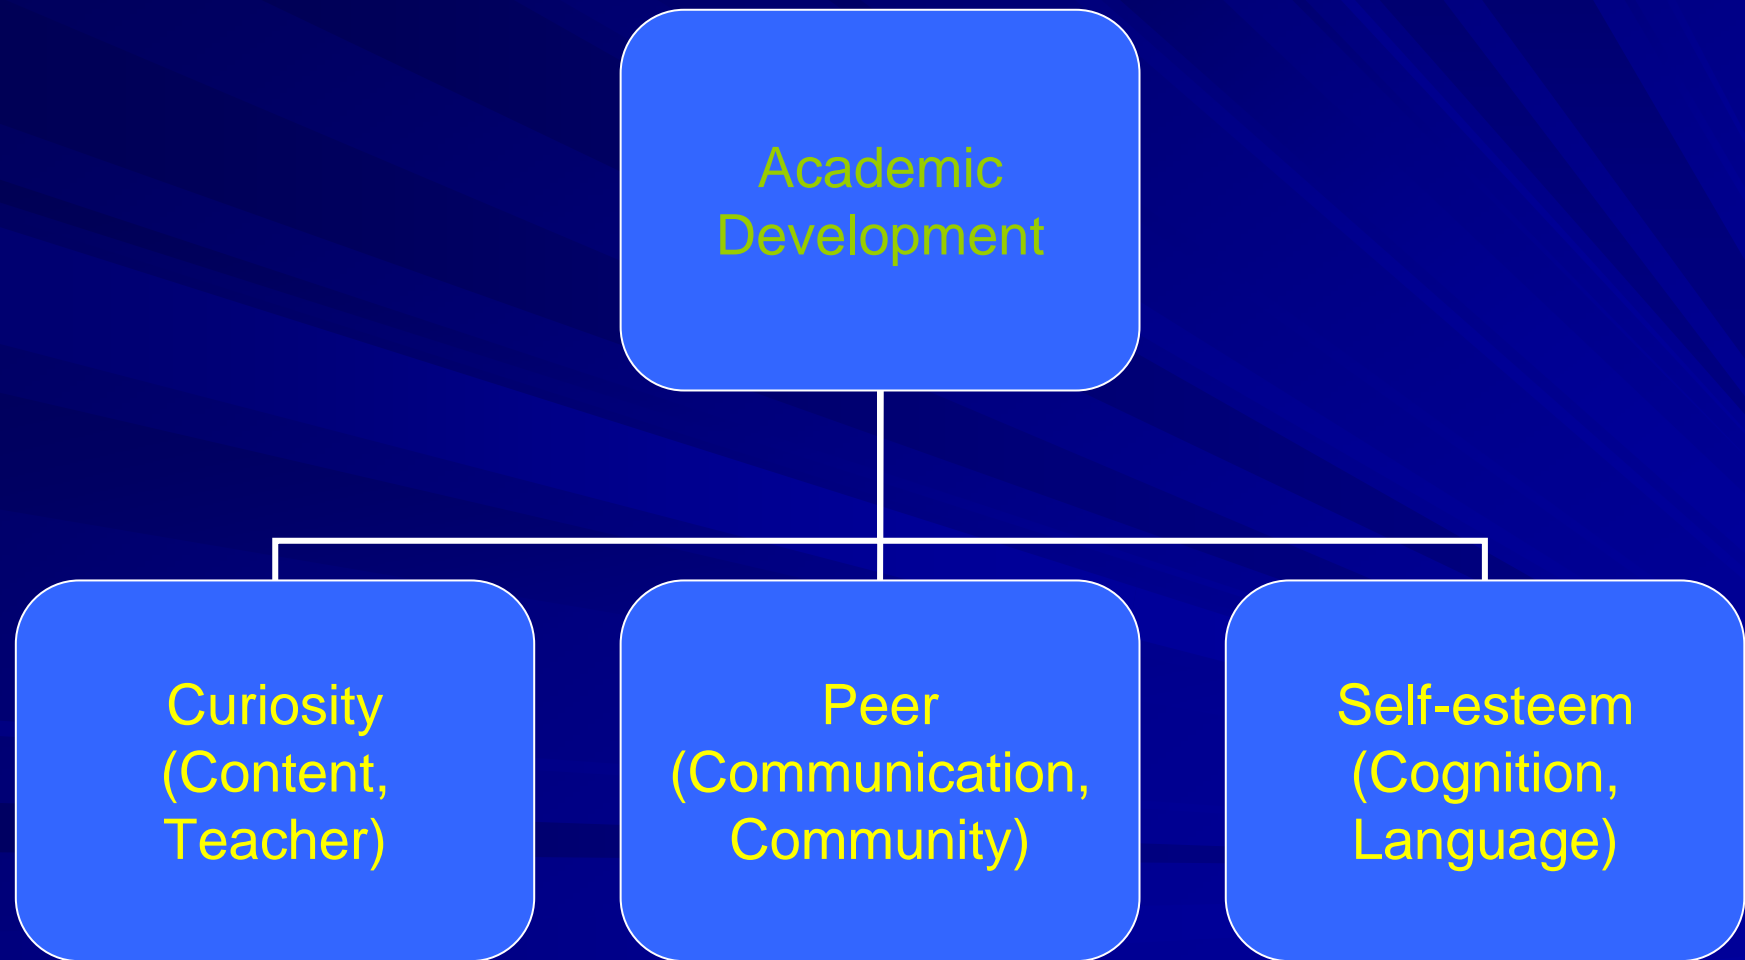 Academic
Development
Curiosity
(Content,
Teacher)
Peer
(Communication,
Community)
Self-esteem
(Cognition,
Language)